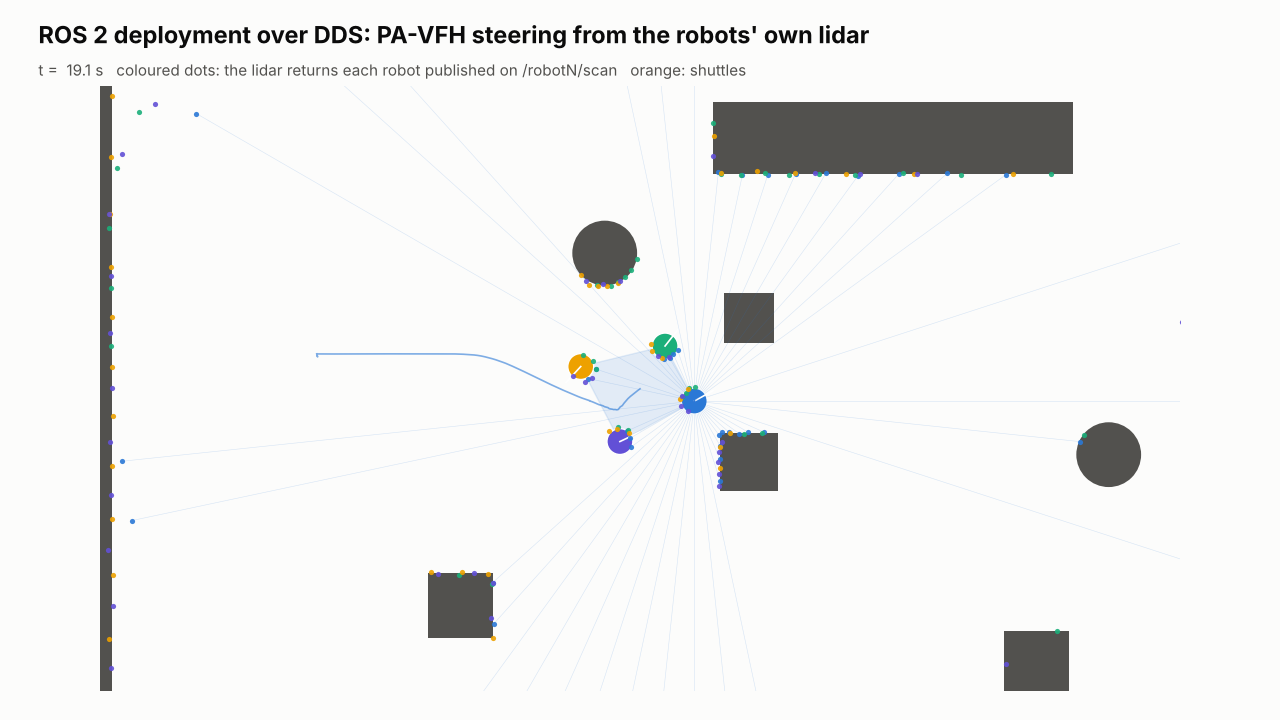 ROS 2 deployment over DDS: PA-VFH steering from the robots' own lidar
t =  19.1 s   coloured dots: the lidar returns each robot published on /robotN/scan   orange: shuttles